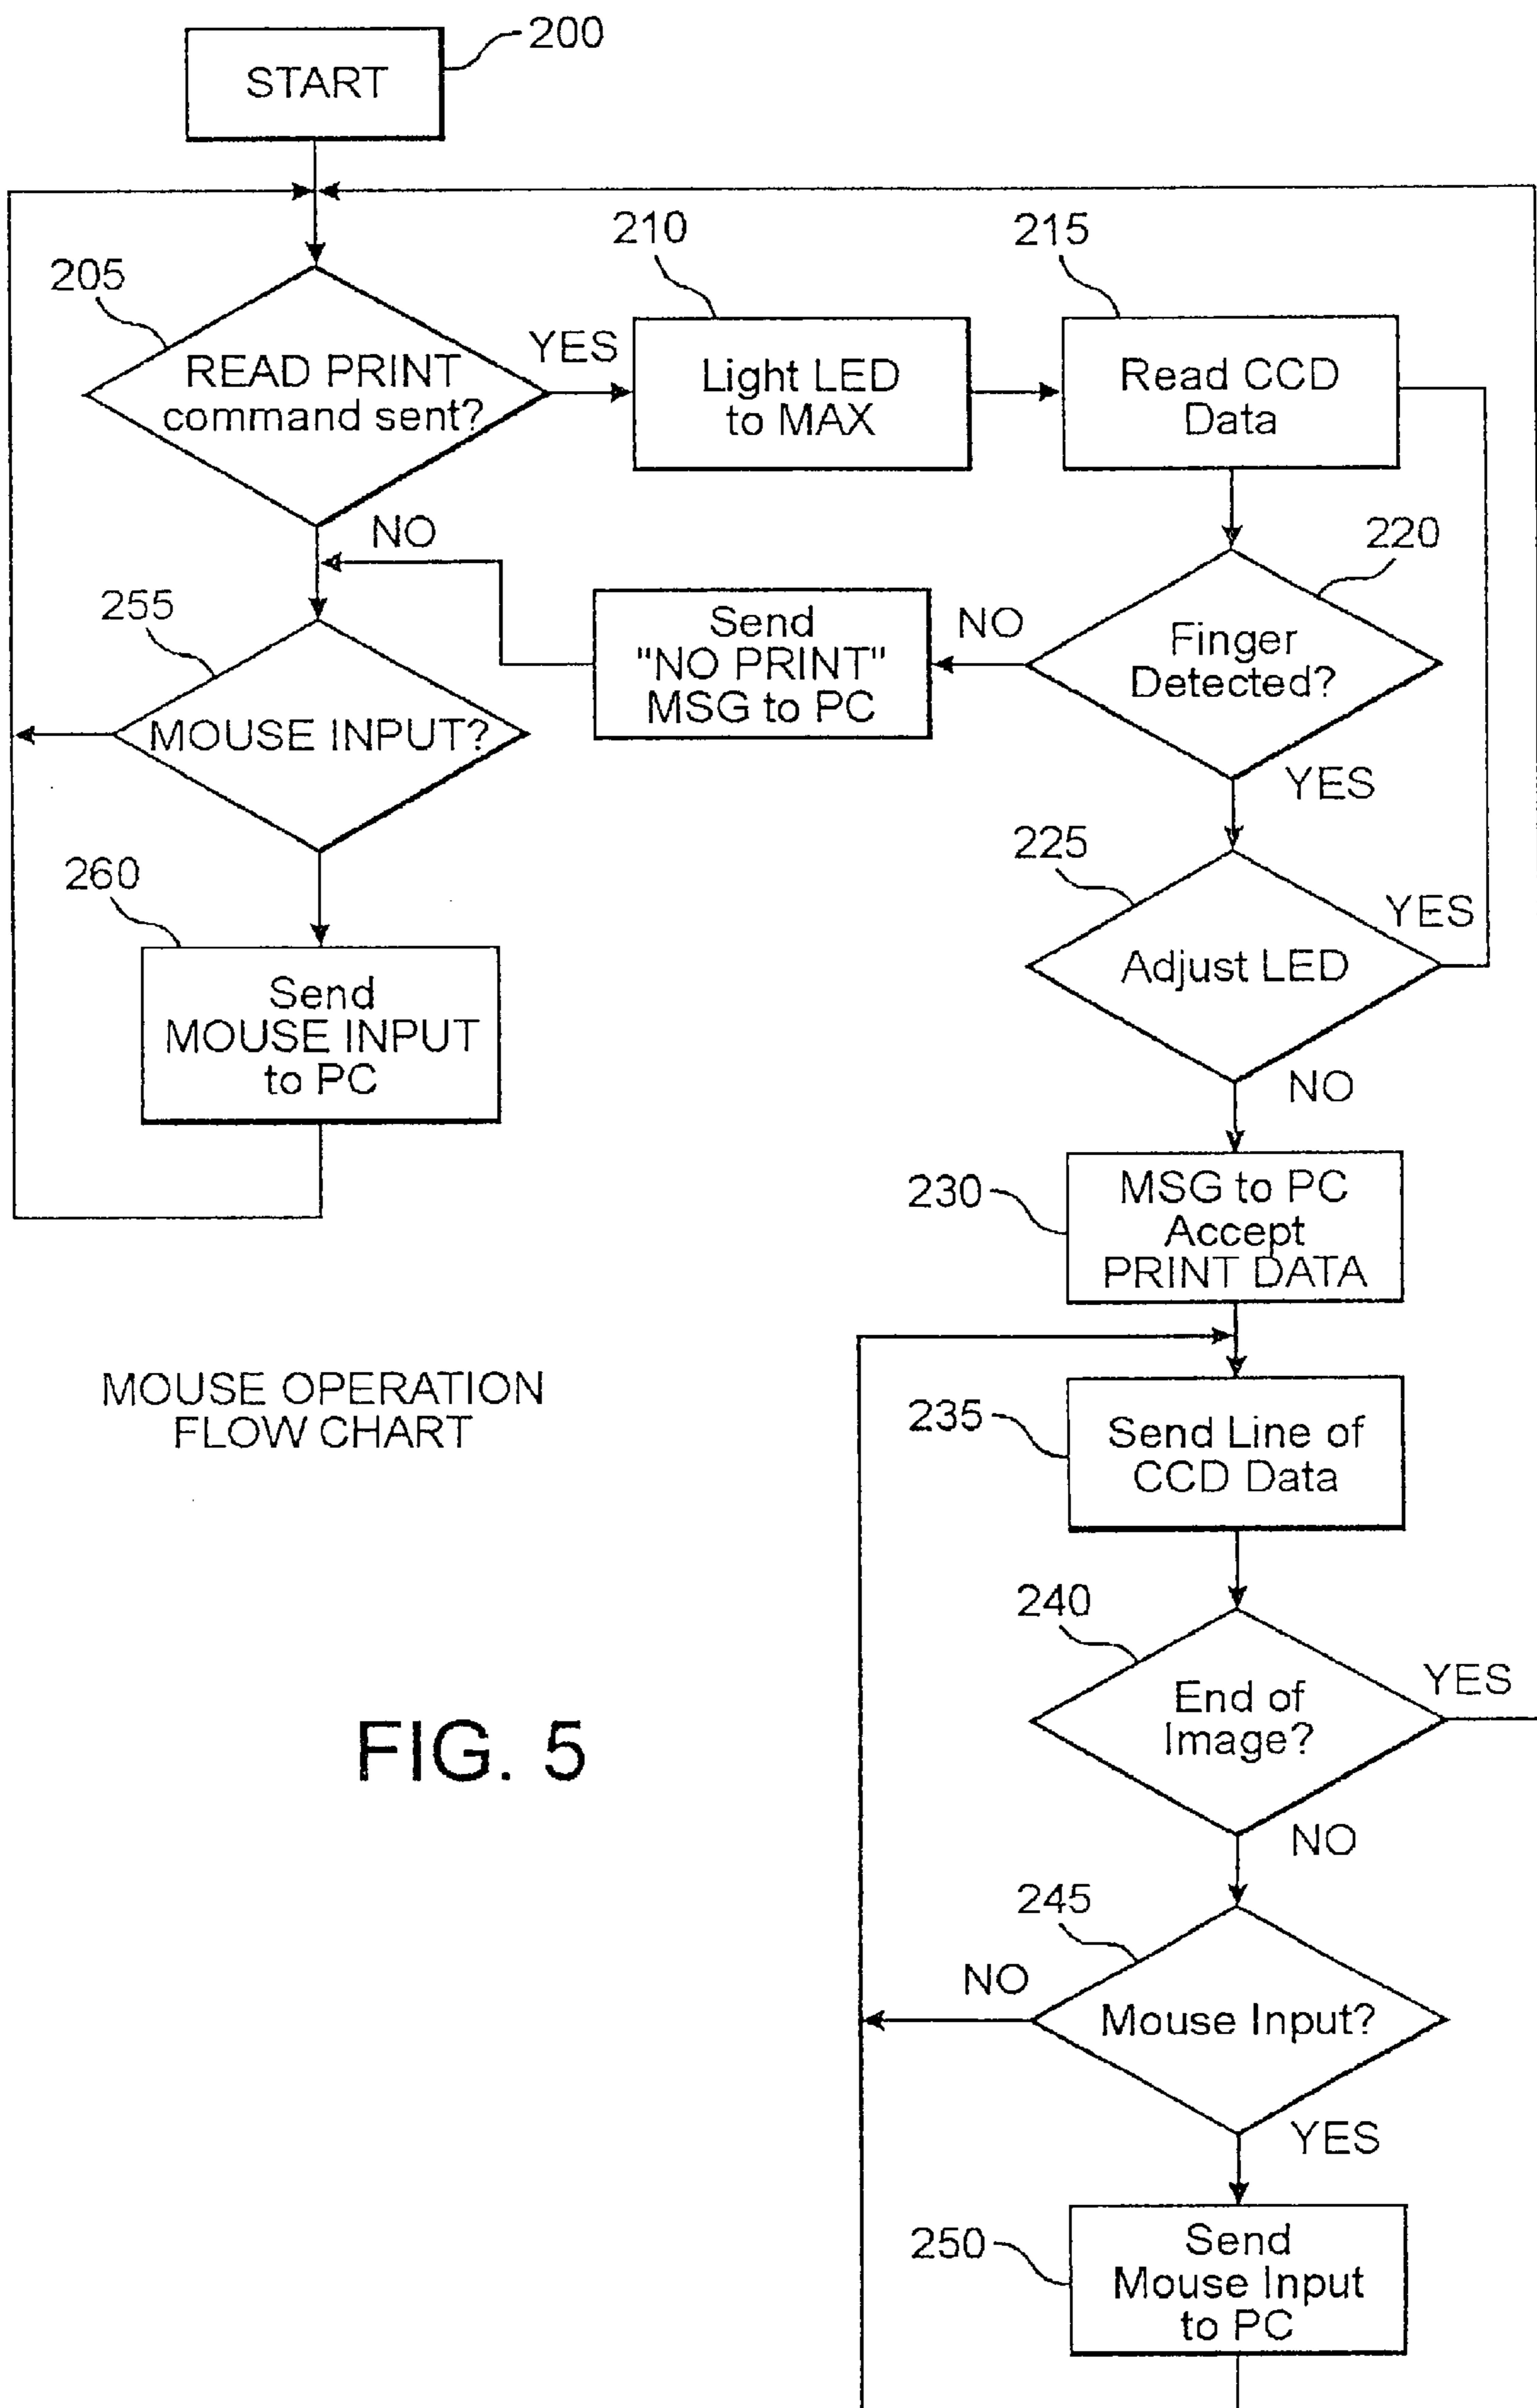 200
START
210
215
205
READ PRINT
command sent?
YES
Light LED
to MAX
Read CCD
Data
NO
220
255
Send
"NO PRINT"
MSG to PC
NO
Finger
Detected?
MOUSE INPUT?
YES
225
260
YES
Adjust LED
Send
MOUSE INPUT
to PC
NO
230
MSG to PC
Accept
PRINT DATA
MOUSE OPERATION
FLOW CHART
235
Send Line of
CCD Data
240
YES
End of
Image?
FIG. 5
NO
245
NO
Mouse Input?
YES
250
Send
Mouse Input
to PC